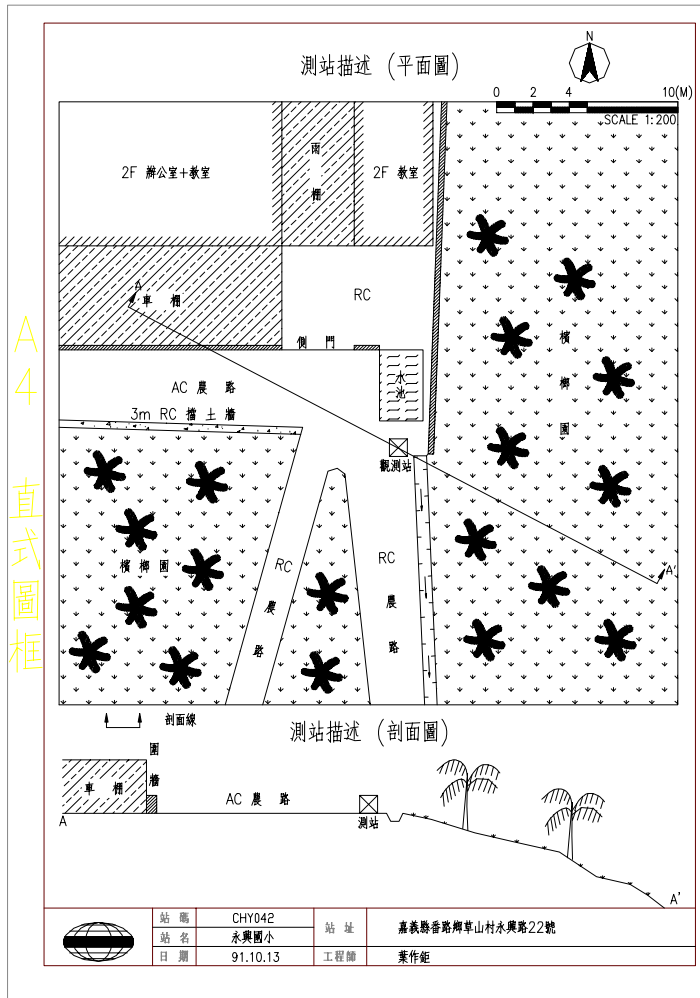 測站描述 (平面圖)
N
0 2 4 10(M)
SCALE 1:200
2F 辦公室+教室
雨棚
2F 教室
A
車棚
RC
側門
水池
AC 農路
3m RC 擋土牆
觀測站
檳榔園
檳榔園
RC 農路
RC 農路
A'
A4 直式圖框
剖面線
測站描述 (剖面圖)
圍牆
車棚
AC 農路
測站
A
A'
站碼 CHY042
站名 永興國小
日期 91.10.13
站址 嘉義縣番路鄉草山村永興路22號
工程師 葉作鉅